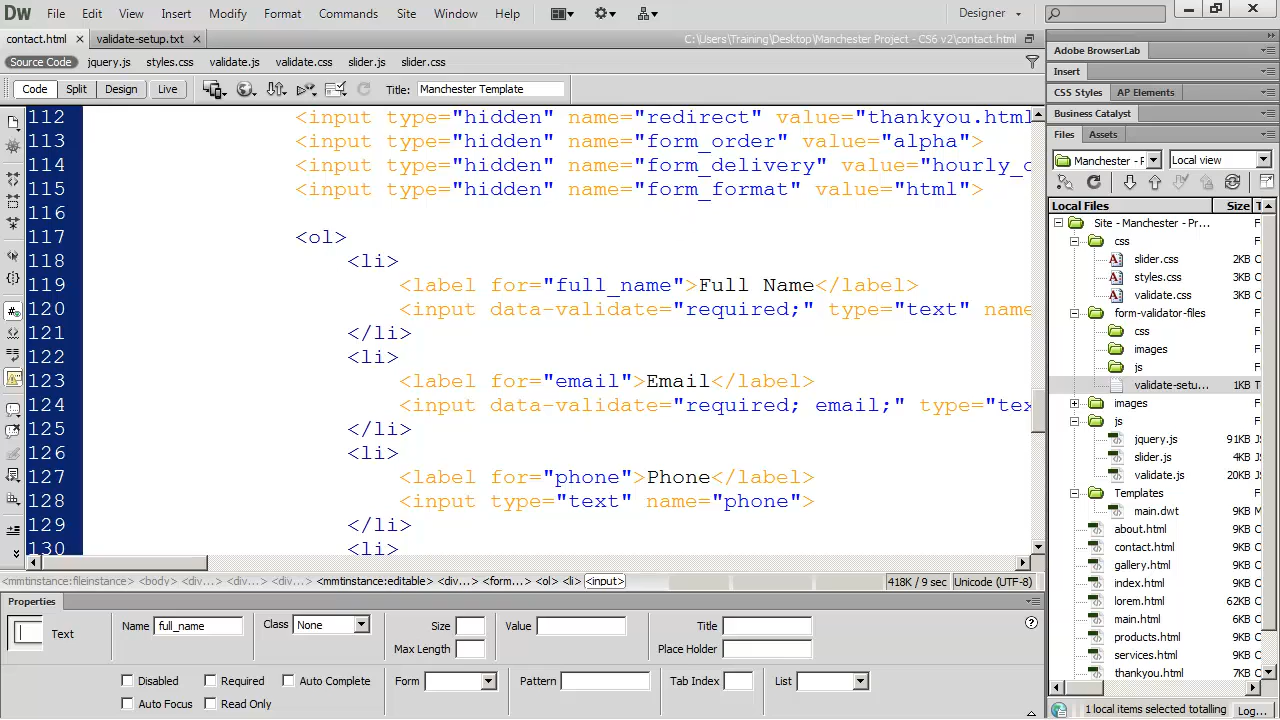 Dw File Edit View Insert Modify Format Commands Site Window Help Designer
contact.html validate-setup.txt C:\Users\Training\Desktop\Manchester Project - CS6 v2\contact.html
Source Code jquery.js styles.css validate.js validate.css slider.js slider.css
Code Split Design Live Title: Manchester Template
112 <input type="hidden" name="redirect" value="thankyou.html
113 <input type="hidden" name="form_order" value="alpha">
114 <input type="hidden" name="form_delivery" value="hourly_
115 <input type="hidden" name="form_format" value="html">
116
117 <ol>
118 <li>
119 <label for="full_name">Full Name</label>
120 <input data-validate="required;" type="text" name
121 </li>
122 <li>
123 <label for="email">Email</label>
124 <input data-validate="required; email;" type="tex
125 </li>
126 <li>
127 <label for="phone">Phone</label>
128 <input type="text" name="phone">
129 </li>
130 <li>
<mmtinstance:fileinstance> <body> <div...> <div...> <div...> <mmtinstance:editable> <div...> <form...> <ol> <li> <input> 418K / 9 sec Unicode (UTF-8)
Properties
Text Name full_name Class None Size Value Title
Max Length Place Holder
Disabled Required Auto Complete Form Pattern Tab Index List
Auto Focus Read Only
Adobe BrowserLab
Insert
CSS Styles AP Elements
Business Catalyst
Files Assets
Manchester - F Local view
Local Files Size T
Site - Manchester - Pr... F
css F
slider.css 2KB C
styles.css 3KB C
validate.css 3KB C
form-validator-files F
css F
images F
js F
validate-setu... 1KB T
images F
js F
jquery.js 91KB J
slider.js 4KB J
validate.js 20KB J
Templates F
main.dwt 9KB M
about.html 9KB C
contact.html 9KB C
gallery.html 9KB C
index.html 9KB C
lorem.html 62KB C
main.html 6KB C
products.html 9KB C
services.html 9KB C
thankyou.html 7KB C
1 local items selected totalling Log...